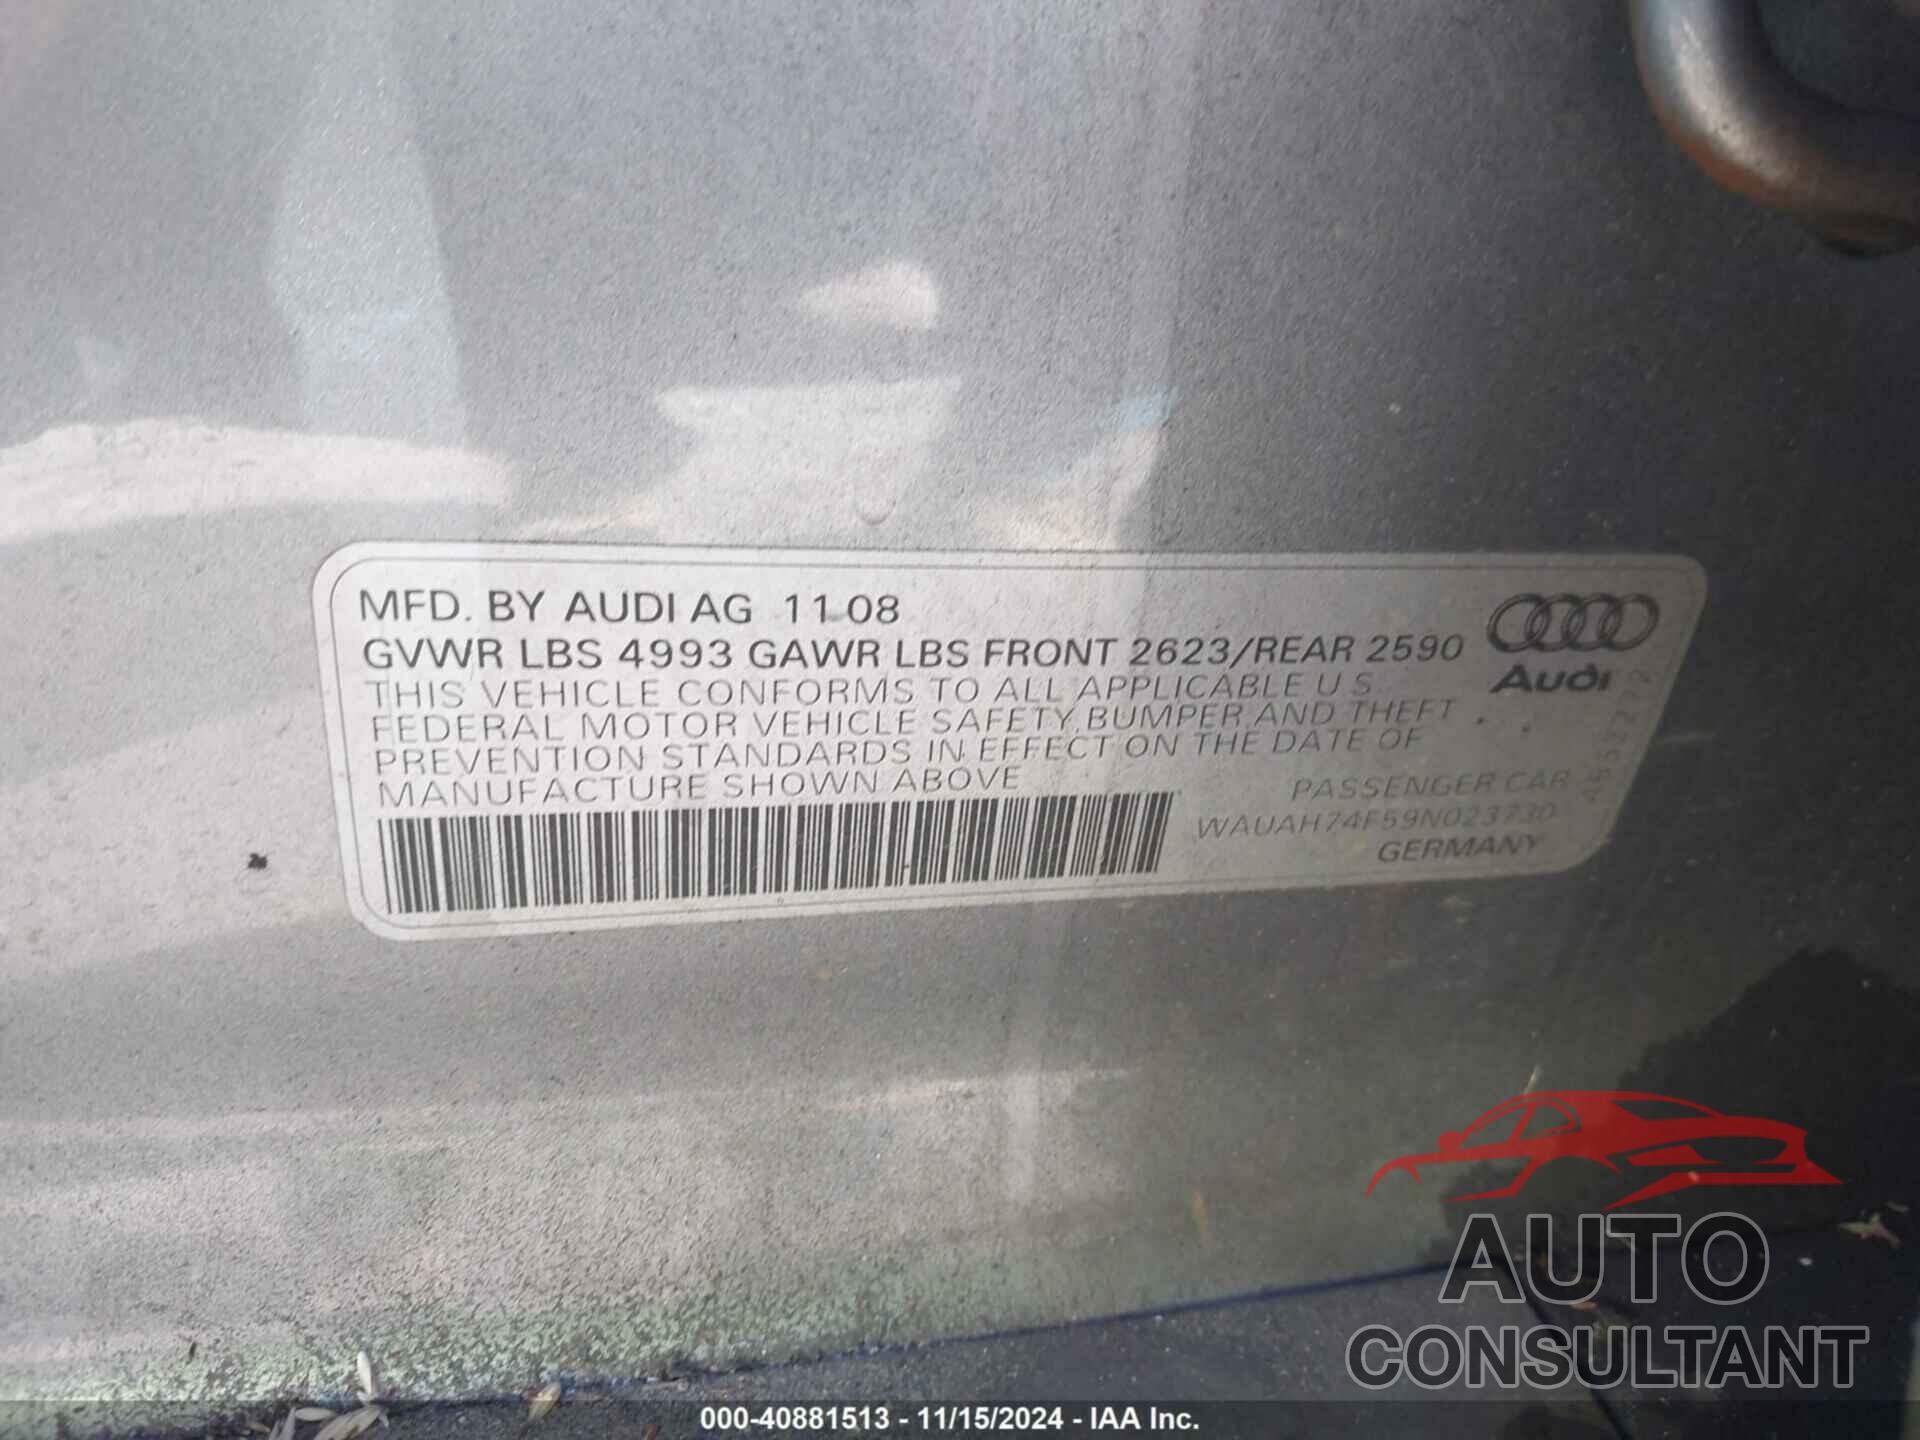 MFD. BY AUDI AG 11-08
GVWR LBS 4993 GAWR LBS FRONT 2623/REAR 2590
THIS VEHICLE CONFORMS TO ALL APPLICABLE U S
FEDERAL MOTOR VEHICLE SAFETY, BUMPER, AND THEFT
PREVENTION STANDARDS IN EFFECT ON THE DATE OF
MANUFACTURE SHOWN ABOVE
Audi
PASSENGER CAR
WAUAH74F59N023730
GERMANY
AUTO
CONSULTANT
000-40881513 - 11/15/2024 - IAA Inc.